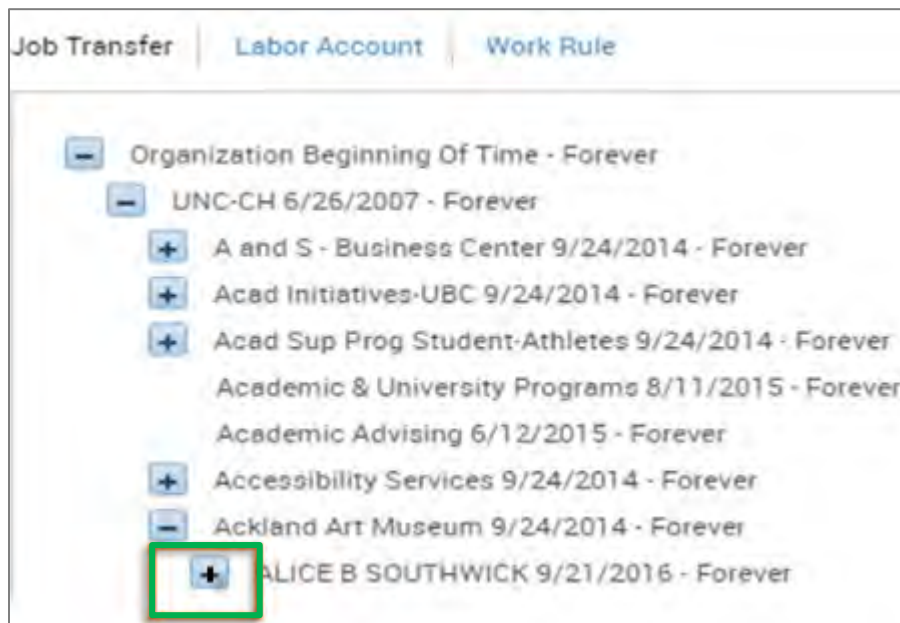 Job Transfer Labor Account Work Rule
Organization Beginning Of Time - Forever
UNC-CH 6/26/2007 - Forever
A and S - Business Center 9/24/2014 - Forever
Acad Initiatives-UBC 9/24/2014 - Forever
Acad Sup Prog Student-Athletes 9/24/2014 - Forever
Academic & University Programs 8/11/2015 - Forever
Academic Advising 6/12/2015 - Forever
Accessibility Services 9/24/2014 - Forever
Ackland Art Museum 9/24/2014 - Forever
ALICE B SOUTHWICK 9/21/2016 - Forever